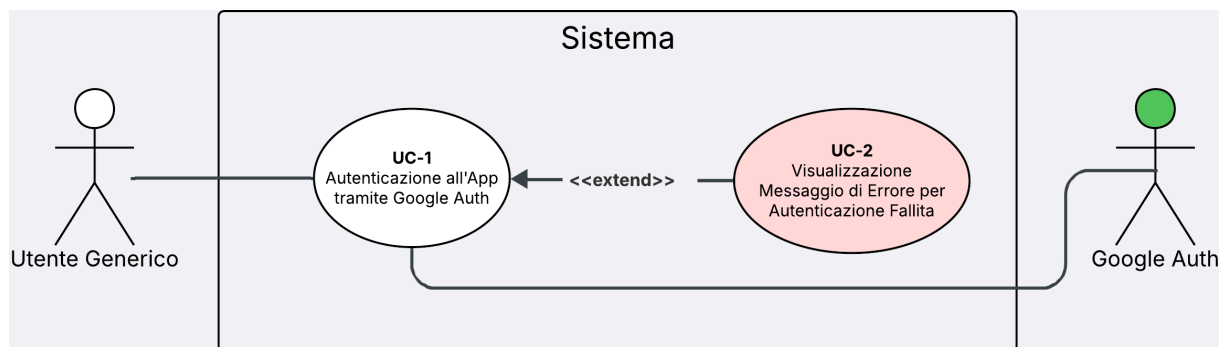 Sistema
UC-1
Autenticazione all'App
tramite Google Auth
<<extend>>
UC-2
Visualizzazione
Messaggio di Errore per
Autenticazione Fallita
Utente Generico
Google Auth